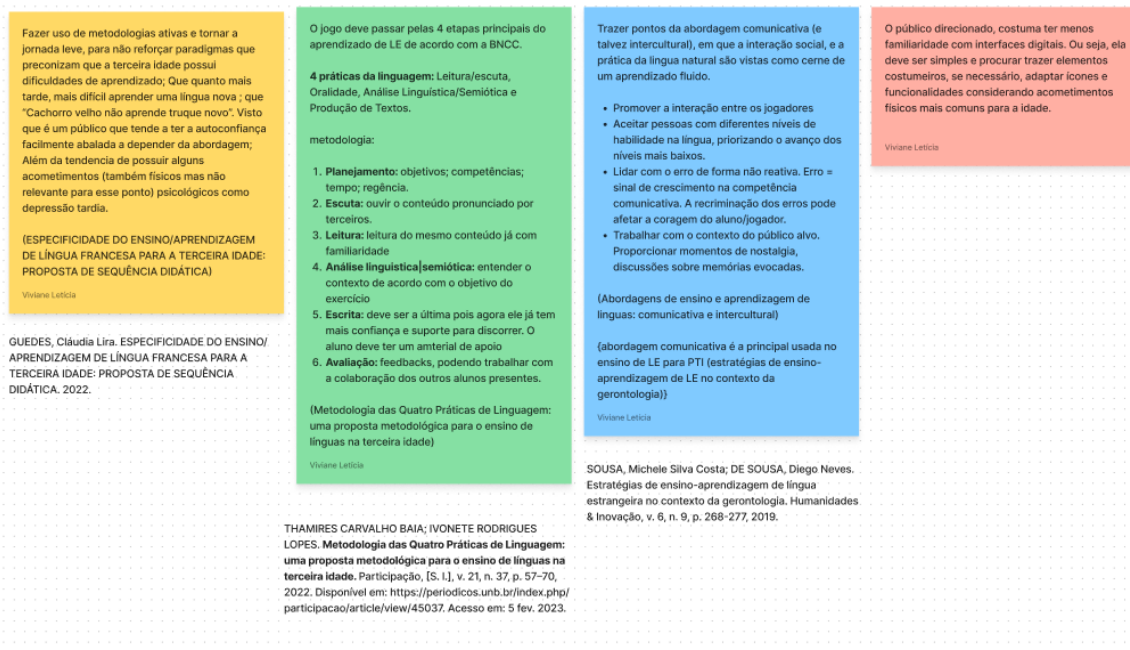 Fazer uso de metodologias ativas e tornar a
jornada leve, para não reforçar paradigmas que
preconizam que a terceira idade possui
dificuldades de aprendizado; Que quanto mais
tarde, mais difícil aprender uma língua nova ; que
“Cachorro velho não aprende truque novo”. Visto
que é um público que tende a ter a autoconfiança
facilmente abalada a depender da abordagem;
Além da tendencia de possuir alguns
acometimentos (também físicos mas não
relevante para esse ponto) psicológicos como
depressão tardia.
(ESPECIFICIDADE DO ENSINO/APRENDIZAGEM
DE LÍNGUA FRANCESA PARA A TERCEIRA IDADE:
PROPOSTA DE SEQUÊNCIA DIDÁTICA)
Viviane Letícia
GUEDES, Cláudia Lira. ESPECIFICIDADE DO ENSINO/
APRENDIZAGEM DE LÍNGUA FRANCESA PARA A
TERCEIRA IDADE: PROPOSTA DE SEQUÊNCIA
DIDÁTICA. 2022.
O jogo deve passar pelas 4 etapas principais do
aprendizado de LE de acordo com a BNCC.
4 práticas da linguagem: Leitura/escuta,
Oralidade, Análise Linguística/Semiótica e
Produção de Textos.
metodologia:
1. Planejamento: objetivos; competências;
tempo; regência.
2. Escuta: ouvir o conteúdo pronunciado por
terceiros.
3. Leitura: leitura do mesmo conteúdo já com
familiaridade
4. Análise linguistica|semiótica: entender o
contexto de acordo com o objetivo do
exercício
5. Escrita: deve ser a última pois agora ele já tem
mais confiança e suporte para discorrer. O
aluno deve ter um amterial de apoio
6. Avaliação: feedbacks, podendo trabalhar com
a colaboração dos outros alunos presentes.
(Metodologia das Quatro Práticas de Linguagem:
uma proposta metodológica para o ensino de
línguas na terceira idade)
Viviane Letícia
THAMIRES CARVALHO BAIA; IVONETE RODRIGUES
LOPES. Metodologia das Quatro Práticas de Linguagem:
uma proposta metodológica para o ensino de línguas na
terceira idade. Participação, [S. l.], v. 21, n. 37, p. 57–70,
2022. Disponível em: https://periodicos.unb.br/index.php/
participacao/article/view/45037. Acesso em: 5 fev. 2023.
Trazer pontos da abordagem comunicativa (e
talvez intercultural), em que a interação social, e a
prática da lingua natural são vistas como cerne de
um aprendizado fluido.
• Promover a interação entre os jogadores
• Aceitar pessoas com diferentes níveis de
habilidade na língua, priorizando o avanço dos
níveis mais baixos.
• Lidar com o erro de forma não reativa. Erro =
sinal de crescimento na competência
comunicativa. A recriminação dos erros pode
afetar a coragem do aluno/jogador.
• Trabalhar com o contexto do público alvo.
Proporcionar momentos de nostalgia,
discussões sobre memórias evocadas.
(Abordagens de ensino e aprendizagem de
linguas: comunicativa e intercultural)
{abordagem comunicativa é a principal usada no
ensino de LE para PTI (estratégias de ensino-
aprendizagem de LE no contexto da
gerontologia)}
Viviane Letícia
SOUSA, Michele Silva Costa; DE SOUSA, Diego Neves.
Estratégias de ensino-aprendizagem de língua
estrangeira no contexto da gerontologia. Humanidades
& Inovação, v. 6, n. 9, p. 268-277, 2019.
O público direcionado, costuma ter menos
familiaridade com interfaces digitais. Ou seja, ela
deve ser simples e procurar trazer elementos
costumeiros, se necessário, adaptar ícones e
funcionalidades considerando acometimentos
físicos mais comuns para a idade.
Viviane Letícia